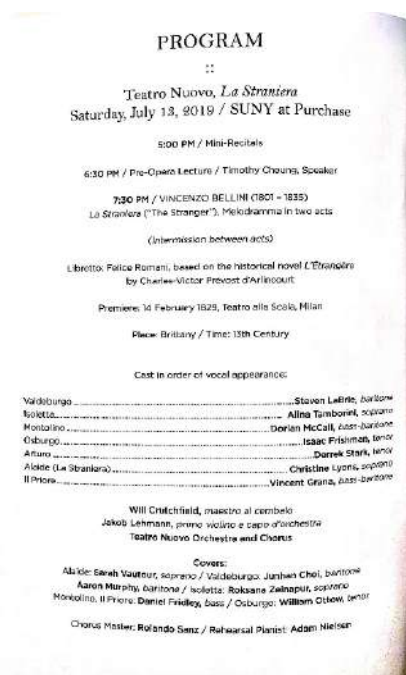 PROGRAM
::
Teatro Nuovo, La Straniera
Saturday, July 13, 2019 / SUNY at Purchase
5:00 PM / Mini-Recitals
6:30 PM / Pre-Opera Lecture / Timothy Cheung, Speaker
7:30 PM / VINCENZO BELLINI (1801 – 1835)
La Straniera ("The Stranger"), Melodramma in two acts
(Intermission between acts)
Libretto: Felice Romani, based on the historical novel L'Étrangère
by Charles-Victor Prévost d'Arlincourt
Premiere: 14 February 1829, Teatro alla Scala, Milan
Place: Brittany / Time: 13th Century
Cast in order of vocal appearance:
Valdeburgo Steven LaBrie, baritone
Isoletta Alina Tamborini, soprano
Montolino Dorian McCall, bass-baritone
Osburgo Isaac Frishman, tenor
Arturo Derrek Stark, tenor
Alaide (La Straniera) Christine Lyons, soprano
Il Priore Vincent Grana, bass-baritone
Will Crutchfield, maestro al cembalo
Jakob Lehmann, primo violino e capo d'orchestra
Teatro Nuovo Orchestra and Chorus
Covers:
Alaide: Sarah Vautour, soprano / Valdeburgo: Junhan Choi, baritone
Aaron Murphy, baritone / Isoletta: Roksana Zeinapur, soprano
Montolino, Il Priore: Daniel Fridley, bass / Osburgo: William Ottow, tenor
Chorus Master: Rolando Sanz / Rehearsal Pianist: Adam Nielsen